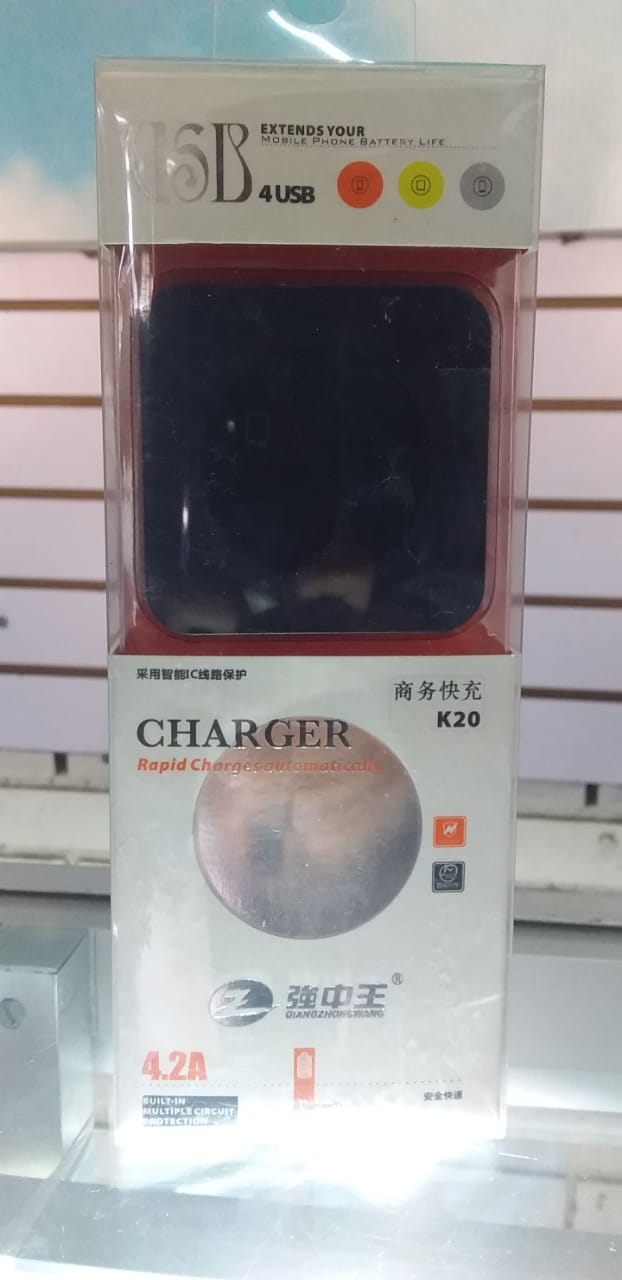 USB
EXTENDS YOUR
MOBILE PHONE BATTERY LIFE
4 USB
采用智能IC线路保护
商务快充
K20
CHARGER
Rapid Charges automatically
強中王®
QIANGZHONGWANG
4.2A
安全快速
BUILT-IN
MULTIPLE CIRCUIT
PROTECTION